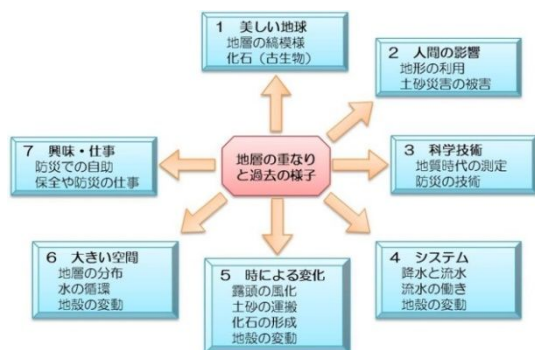 1 美しい地球
地層の縞模様
化石（古生物）
2 人間の影響
地形の利用
土砂災害の被害
7 興味・仕事
防災での自助
保全や防災の仕事
地層の重なり
と過去の様子
3 科学技術
地質時代の測定
防災の技術
6 大きい空間
地層の分布
水の循環
地殻の変動
5 時による変化
露頭の風化
土砂の運搬
化石の形成
地殻の変動
4 システム
降水と流水
流水の働き
地殻の変動